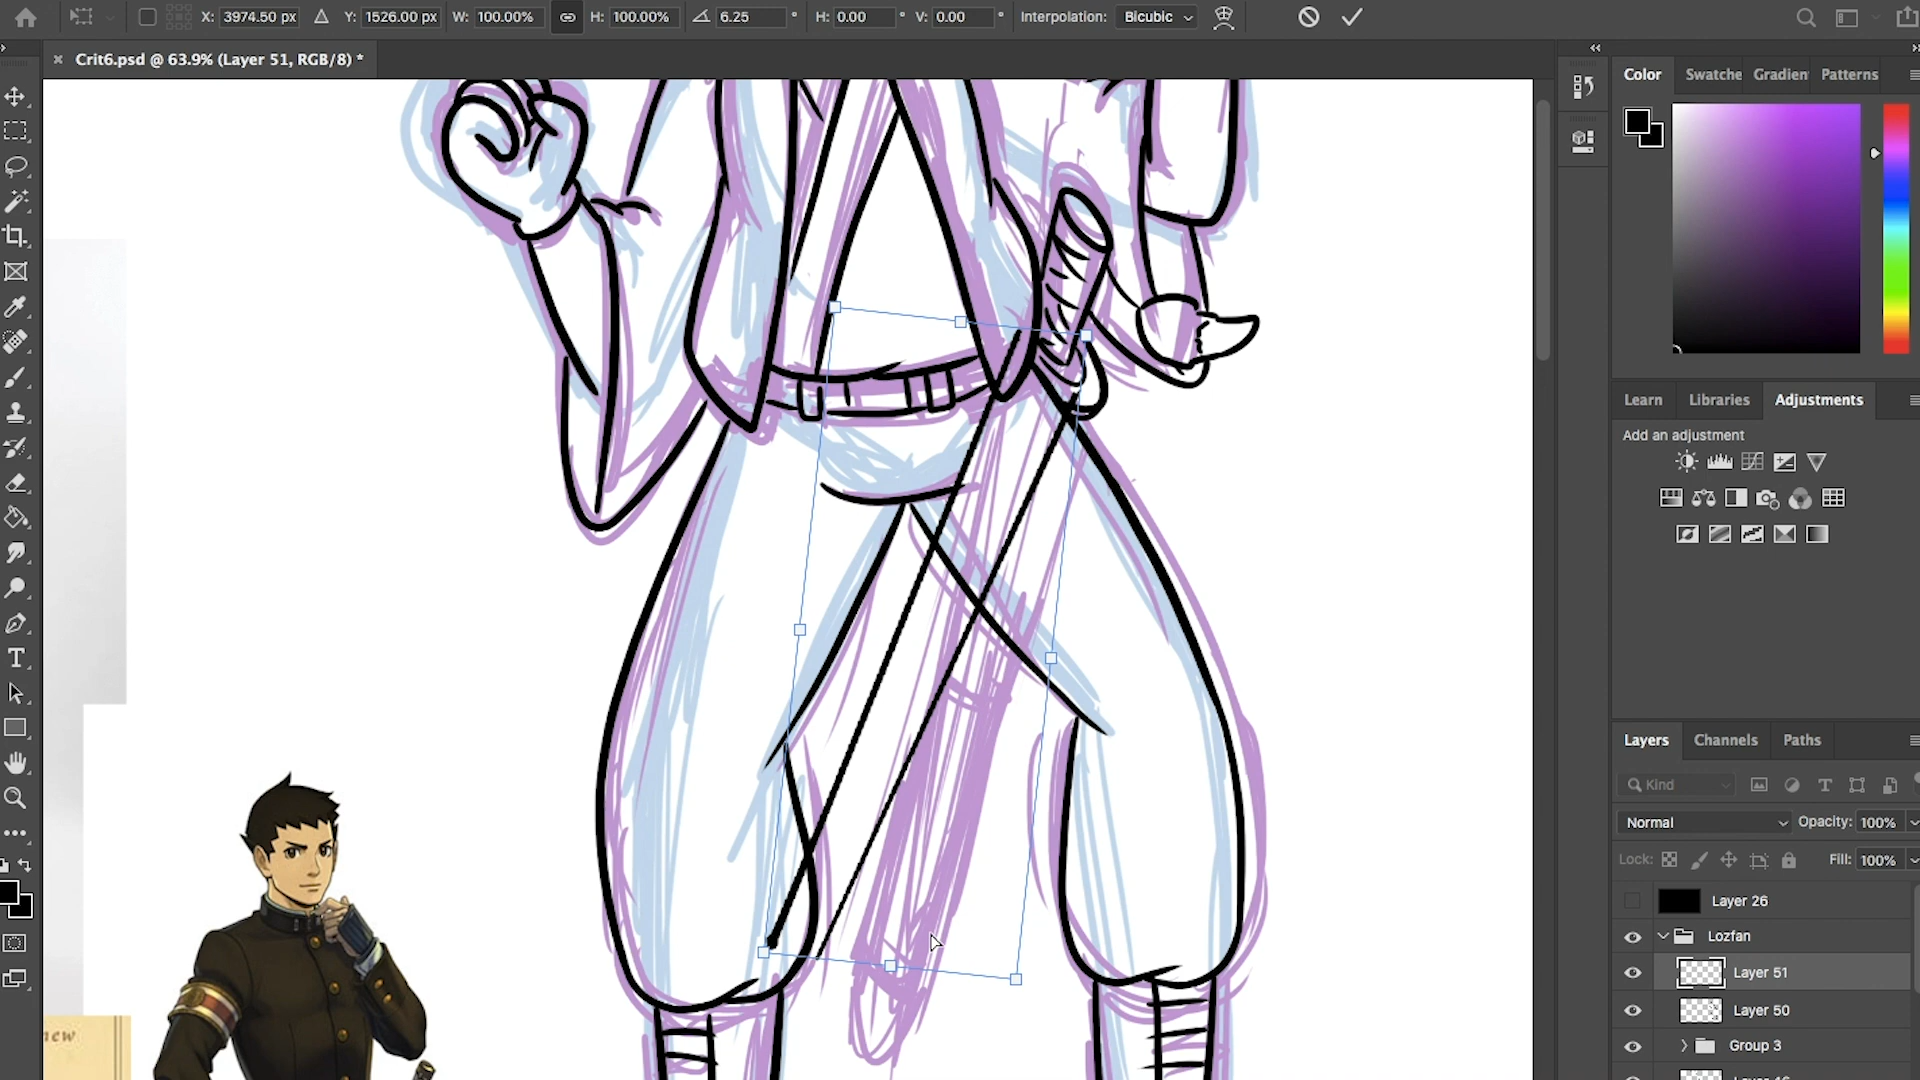 X: 3974.50 px Y: 1526.00 px W: 100.00% H: 100.00% 6.25 ° H: 0.00 ° V: 0.00 ° Interpolation: Bicubic
× Crit6.psd @ 63.9% (Layer 51, RGB/8) *
Color Swatche Gradien Patterns
Learn Libraries Adjustments
Add an adjustment
Layers Channels Paths
Kind
Normal Opacity: 100%
Lock: Fill: 100%
Layer 26
Lozfan
Layer 51
Layer 50
Group 3
new